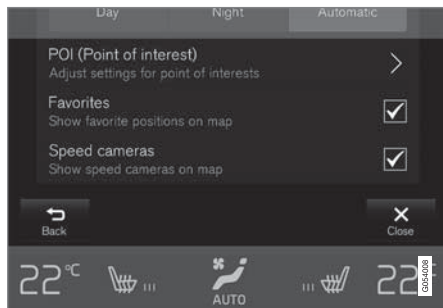 Day Night Automatic
POI (Point of interest)
Adjust settings for point of interests
Favorites
Show favorite positions on map
Speed cameras
Show speed cameras on map
Back Close
22°C 22°
AUTO
G054008